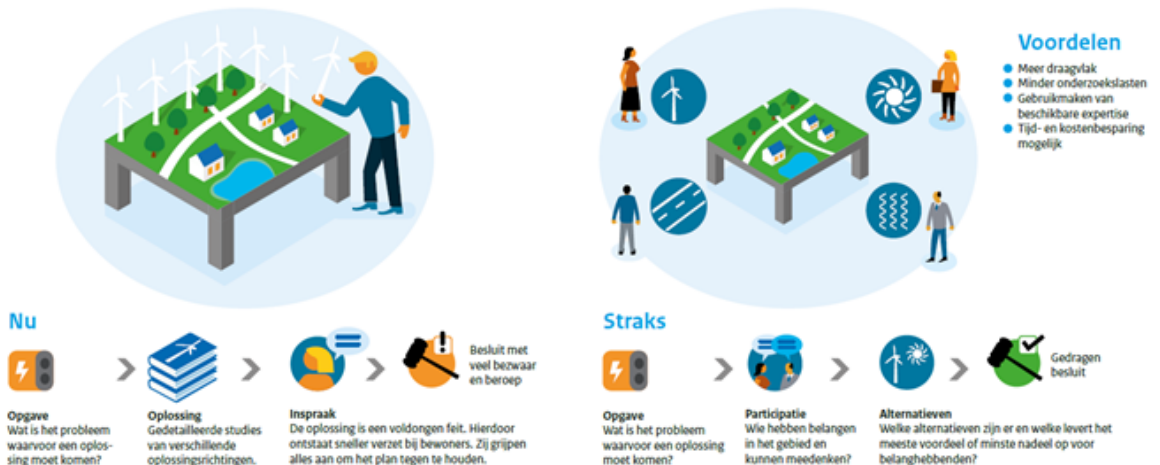 Voordelen
Meer draagvlak
Minder onderzoekslasten
Gebruikmaken van
beschikbare expertise
Tijd- en kostenbesparing
mogelijk
Nu
Besluit met
veel bezwaar
en beroep
Opgave
Wat is het probleem
waarvoor een oplos-
sing moet komen?
Oplossing
Gedetailleerde studies
van verschillende
oplossingsrichtingen.
Inspraak
De oplossing is een voldongen feit. Hierdoor
ontstaat sneller verzet bij bewoners. Zij grijpen
alles aan om het plan tegen te houden.
Straks
Gedragen
besluit
Opgave
Wat is het probleem
waarvoor een oplossing
moet komen?
Participatie
Wie hebben belangen
in het gebied en
kunnen meedenken?
Alternatieven
Welke alternatieven zijn er en welke levert het
meeste voordeel of minste nadeel op voor
belanghebbenden?